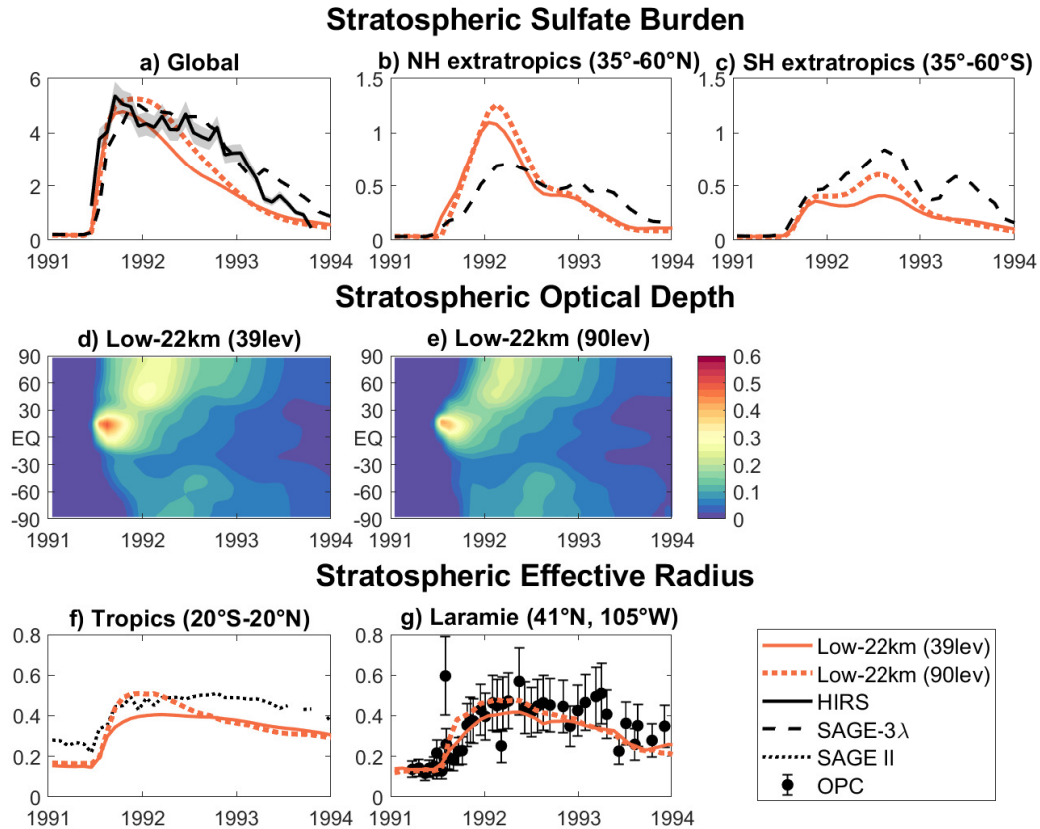 Stratospheric Sulfate Burden
a) Global
b) NH extratropics (35°-60°N)
c) SH extratropics (35°-60°S)
6
4
2
0
1991 1992 1993 1994
1.5
1
0.5
0
1991 1992 1993 1994
1.5
1
0.5
0
1991 1992 1993 1994
Stratospheric Optical Depth
d) Low-22km (39lev)
e) Low-22km (90lev)
90
60
30
EQ
-30
-60
-90
1991 1992 1993 1994
90
60
30
EQ
-30
-60
-90
1991 1992 1993 1994
0.6
0.5
0.4
0.3
0.2
0.1
0
Stratospheric Effective Radius
f) Tropics (20°S-20°N)
g) Laramie (41°N, 105°W)
0.8
0.6
0.4
0.2
0
1991 1992 1993 1994
0.8
0.6
0.4
0.2
0
1991 1992 1993 1994
Low-22km (39lev)
Low-22km (90lev)
HIRS
SAGE-3λ
SAGE II
OPC